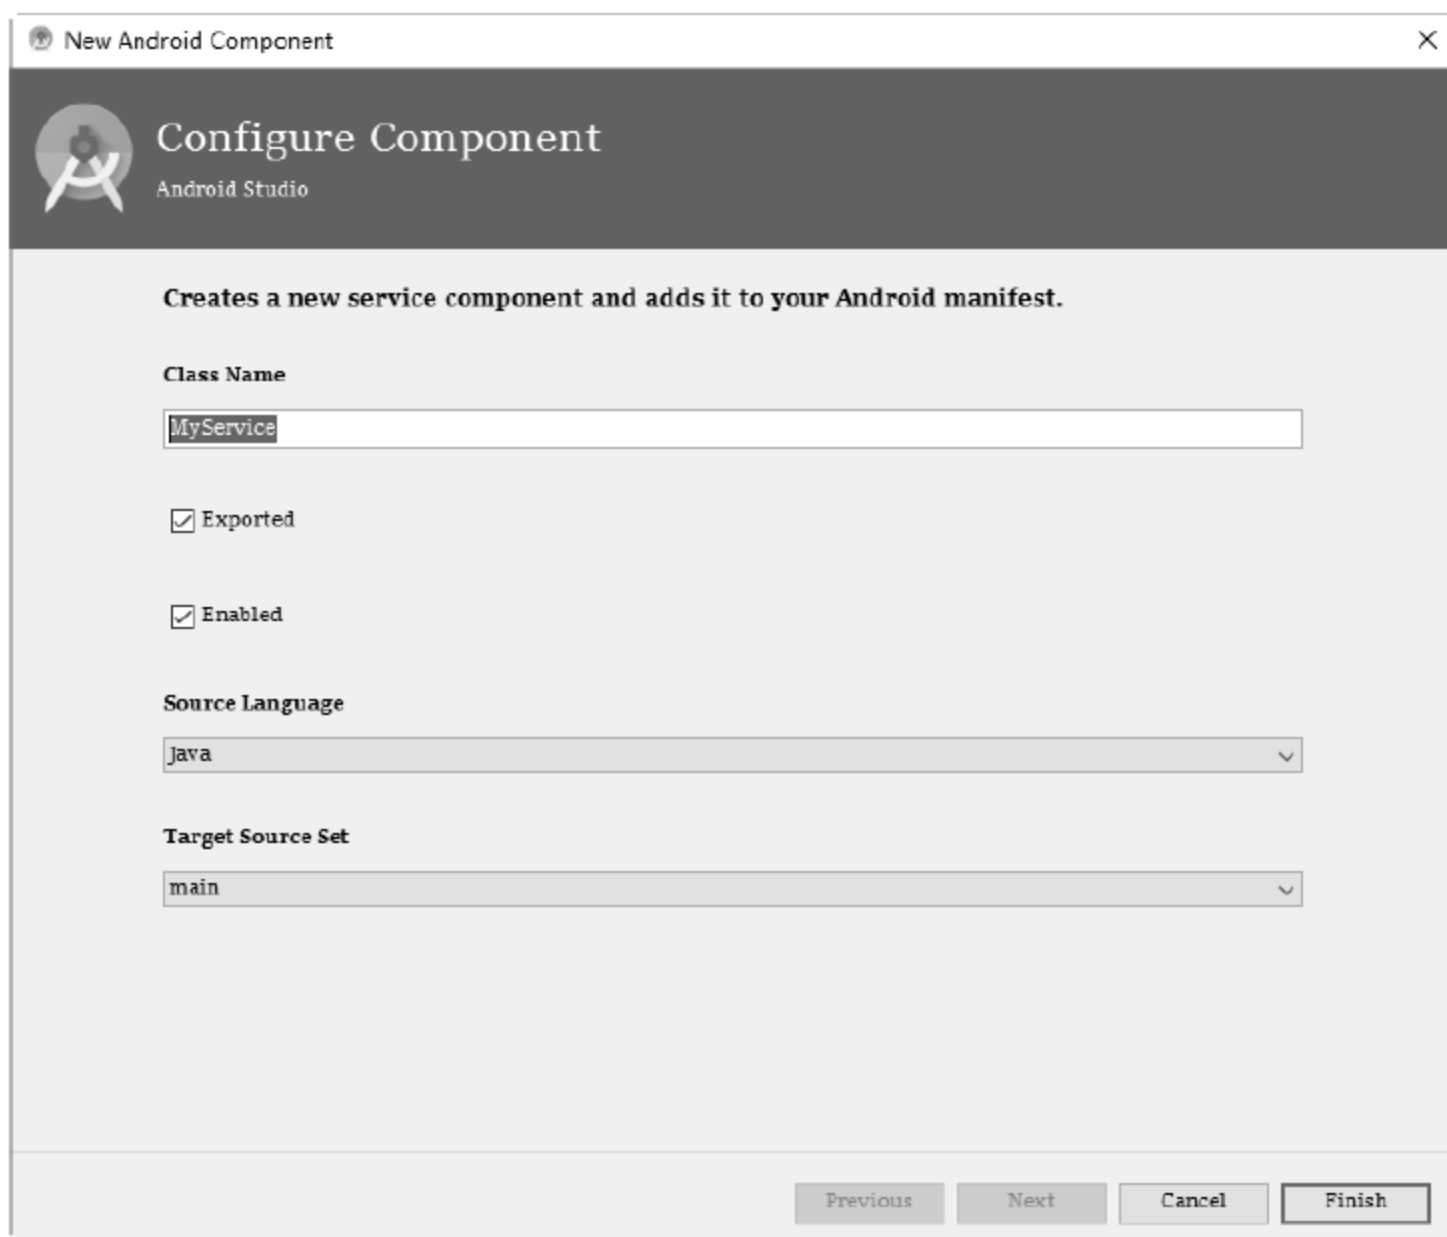 New Android Component
Configure Component
Android Studio
Creates a new service component and adds it to your Android manifest.
Class Name
MyService
Exported
Enabled
Source Language
Java
Target Source Set
main
Previous Next Cancel Finish